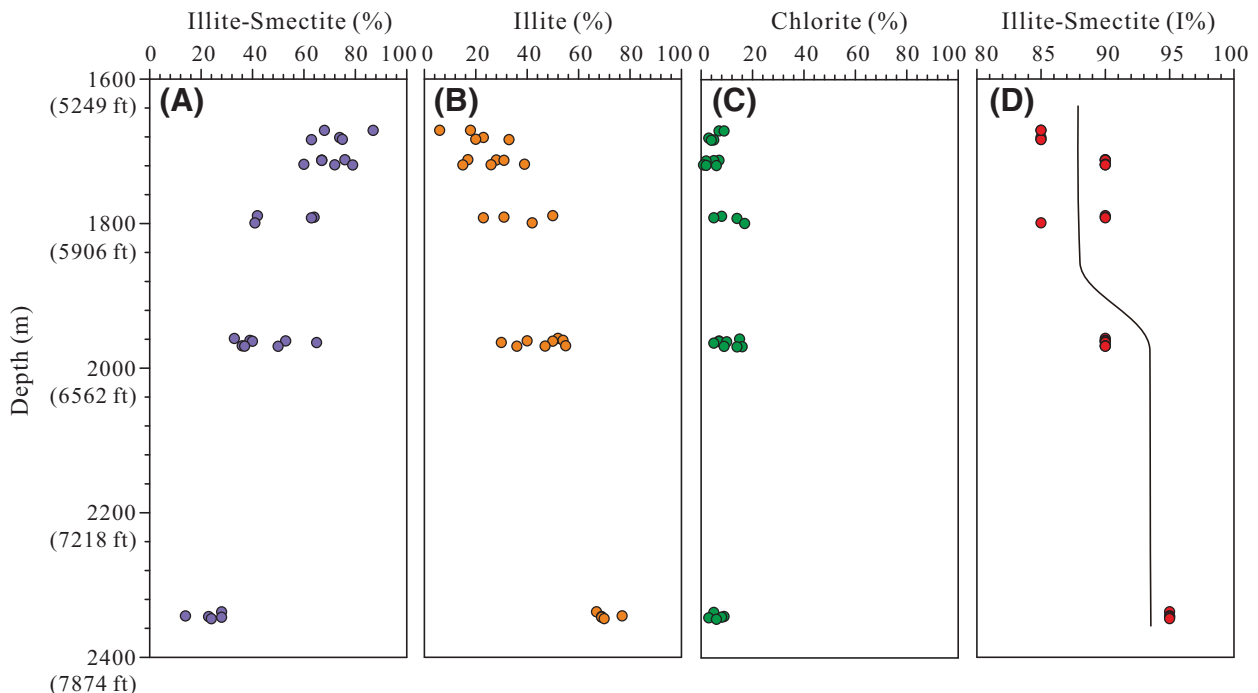 Illite-Smectite (%) Illite (%) Chlorite (%) Illite-Smectite (I%)
0 20 40 60 80 100 0 20 40 60 80 100 0 20 40 60 80 100 80 85 90 95 100
1600
(5249 ft)
(A) (B) (C) (D)
1800
(5906 ft)
Depth (m)
2000
(6562 ft)
2200
(7218 ft)
2400
(7874 ft)